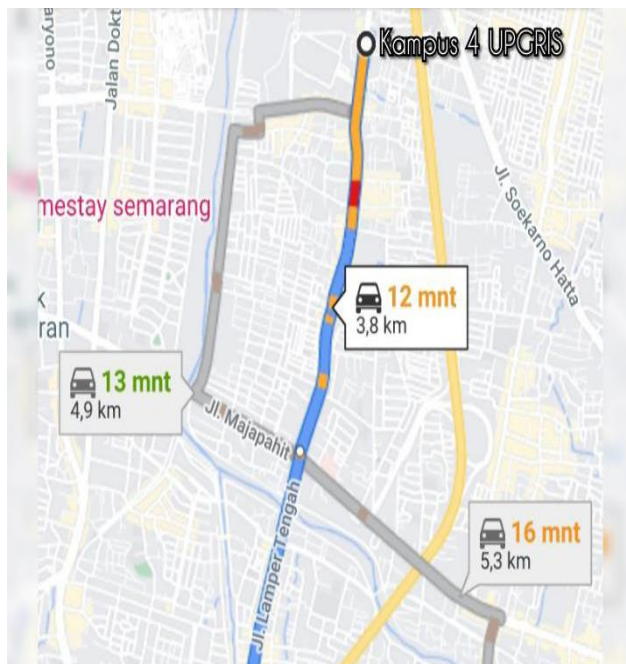 Kampus 4 UPGRIS
aryono
Jalan Dokt
Jl. Soekarno Hatta
mestay semarang
12 mnt
3,8 km
k
ran
13 mnt
4,9 km
Jl. Majapahit
16 mnt
5,3 km
Jl. Lamper Tengah